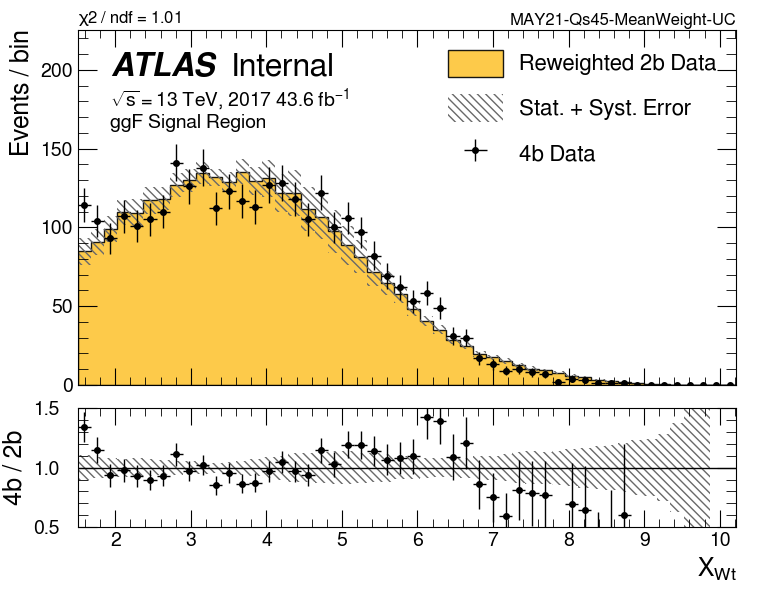 χ2 / ndf = 1.01
MAY21-Qs45-MeanWeight-UC
Events / bin
ATLAS Internal
√s = 13 TeV, 2017 43.6 fb⁻¹
ggF Signal Region
Reweighted 2b Data
Stat. + Syst. Error
4b Data
200
150
100
50
0
4b / 2b
1.5
1.0
0.5
2 3 4 5 6 7 8 9 10
X_Wt